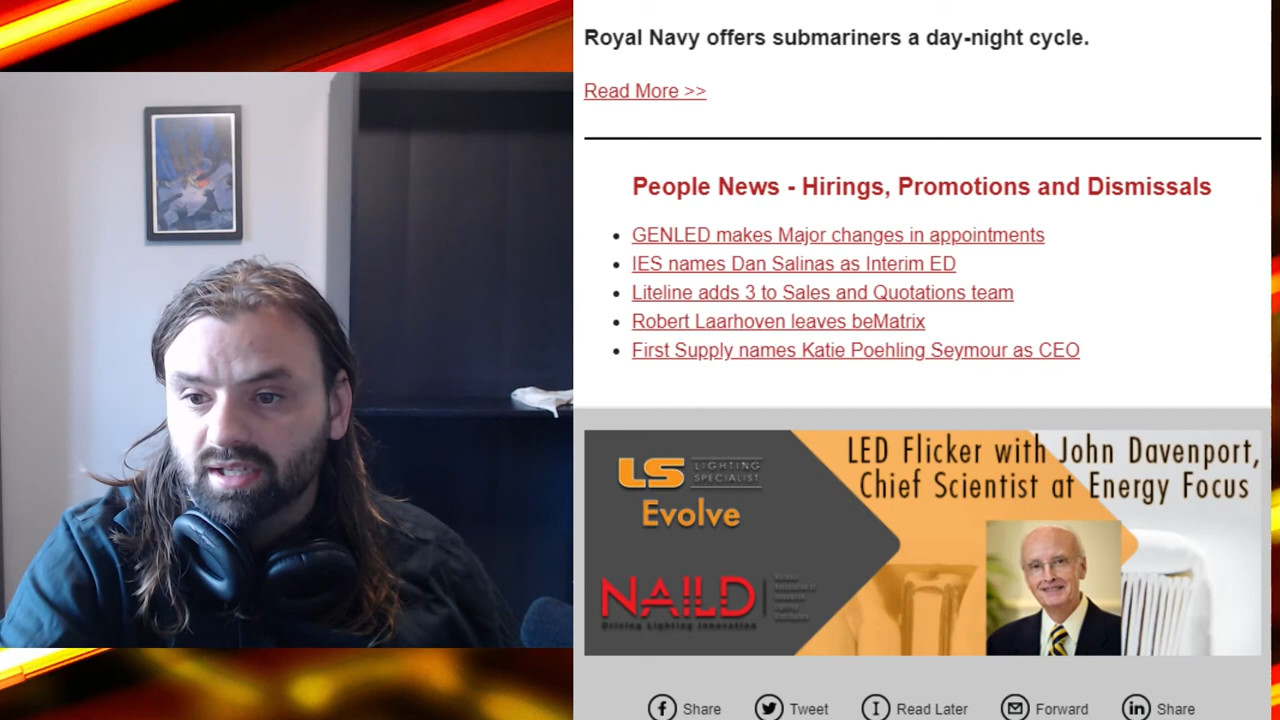 Royal Navy offers submariners a day-night cycle.
Read More >>
People News - Hirings, Promotions and Dismissals
GENLED makes Major changes in appointments
IES names Dan Salinas as Interim ED
Liteline adds 3 to Sales and Quotations team
Robert Laarhoven leaves beMatrix
First Supply names Katie Poehling Seymour as CEO
LED Flicker with John Davenport,
Chief Scientist at Energy Focus
LS LIGHTING
SPECIALIST
Evolve
NAILD
Driving Lighting Innovation
Share Tweet Read Later Forward Share